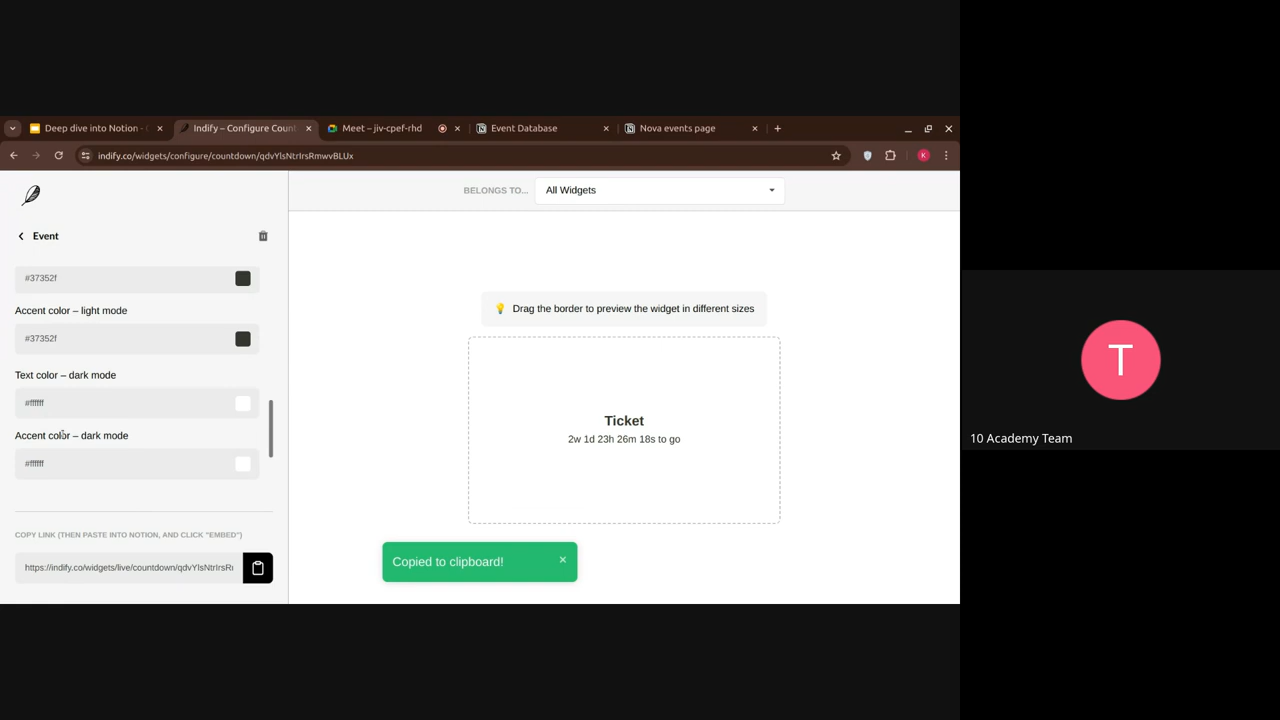 Deep dive into Notion - G
Indify – Configure Coun
Meet – jiv-cpef-rhd
Event Database
Nova events page
indify.co/widgets/configure/countdown/qdvYlsNtrIrsRmwvBLUx
K
BELONGS TO...
All Widgets
Event
#37352f
Accent color – light mode
#37352f
Text color – dark mode
#ffffff
Accent color – dark mode
#ffffff
COPY LINK (THEN PASTE INTO NOTION, AND CLICK "EMBED")
https://indify.co/widgets/live/countdown/qdvYlsNtrIrsRi
Drag the border to preview the widget in different sizes
Ticket
2w 1d 23h 26m 18s to go
Copied to clipboard!
T
10 Academy Team